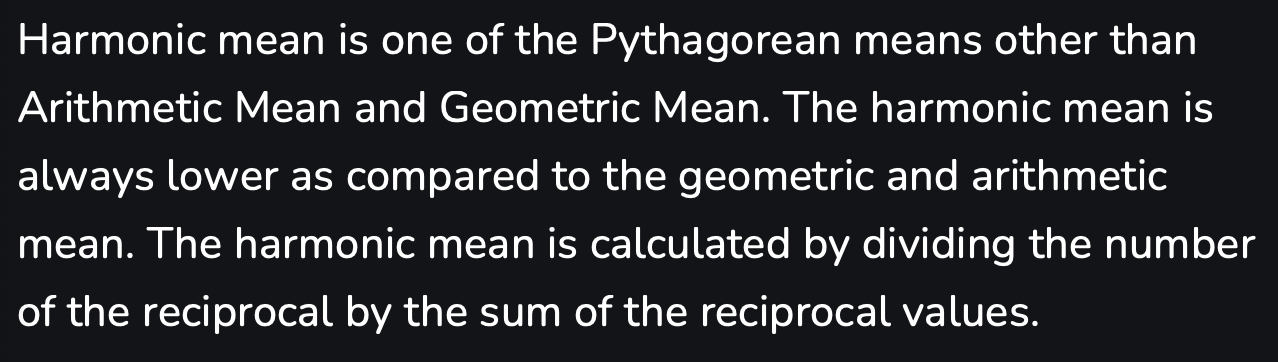 Harmonic mean is one of the Pythagorean means other than
Arithmetic Mean and Geometric Mean. The harmonic mean is
always lower as compared to the geometric and arithmetic
mean. The harmonic mean is calculated by dividing the number
of the reciprocal by the sum of the reciprocal values.